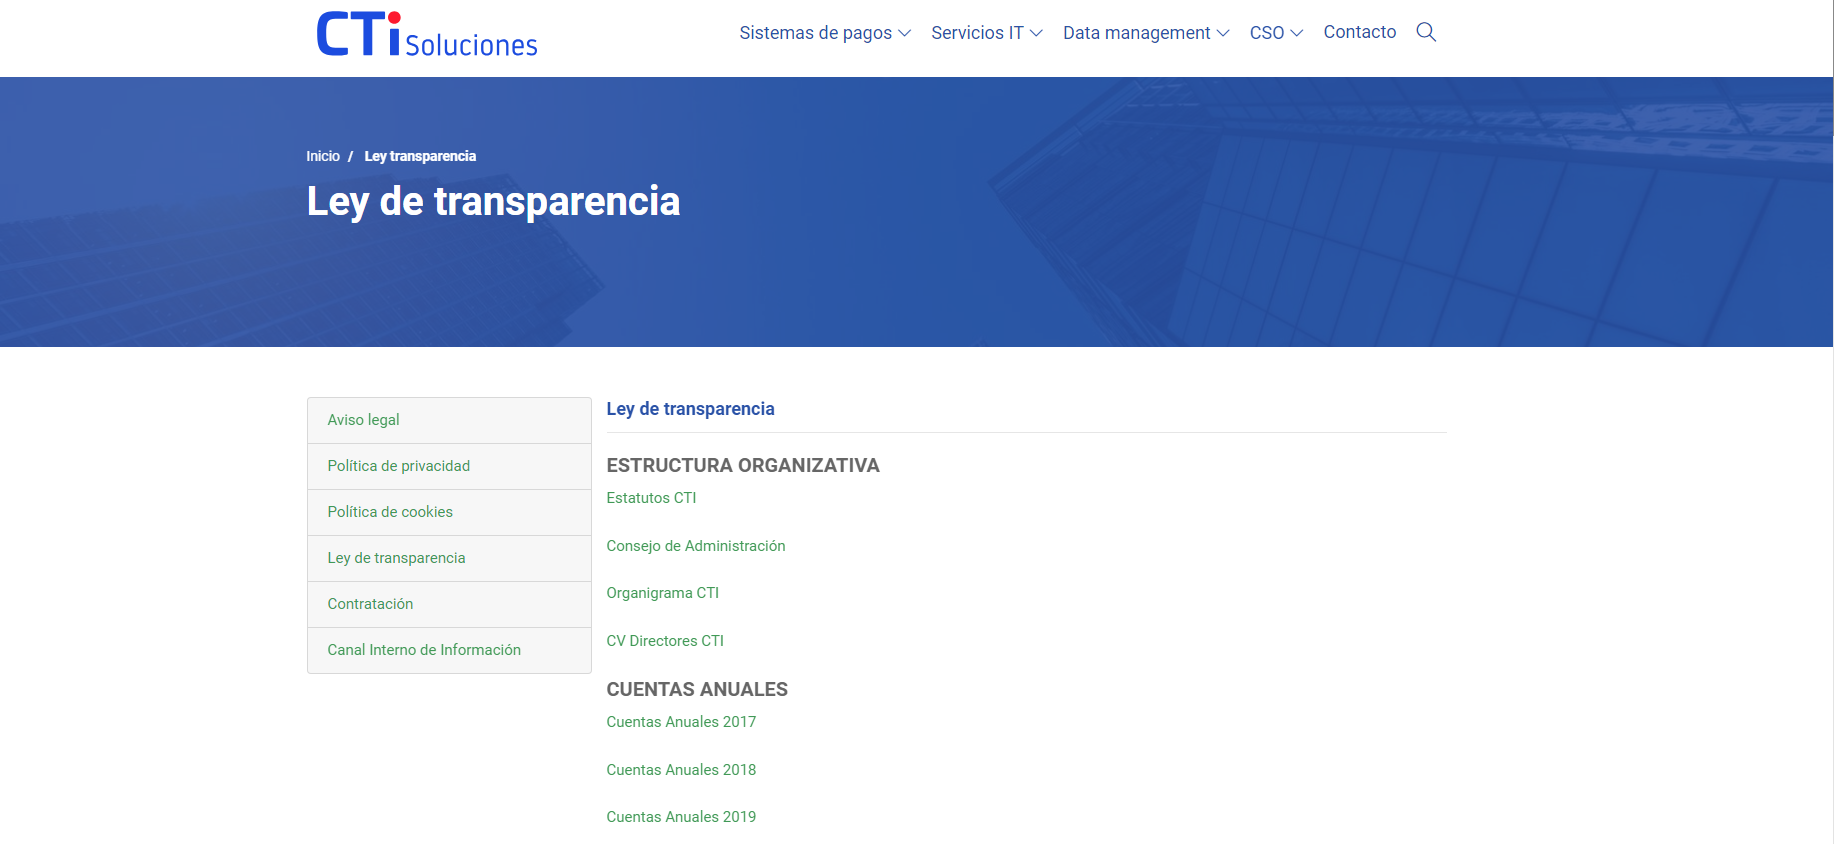 CTi Soluciones
Sistemas de pagos
Servicios IT
Data management
CSO
Contacto
Inicio / Ley transparencia
Ley de transparencia
Aviso legal
Política de privacidad
Política de cookies
Ley de transparencia
Contratación
Canal Interno de Información
Ley de transparencia
ESTRUCTURA ORGANIZATIVA
Estatutos CTI
Consejo de Administración
Organigrama CTI
CV Directores CTI
CUENTAS ANUALES
Cuentas Anuales 2017
Cuentas Anuales 2018
Cuentas Anuales 2019